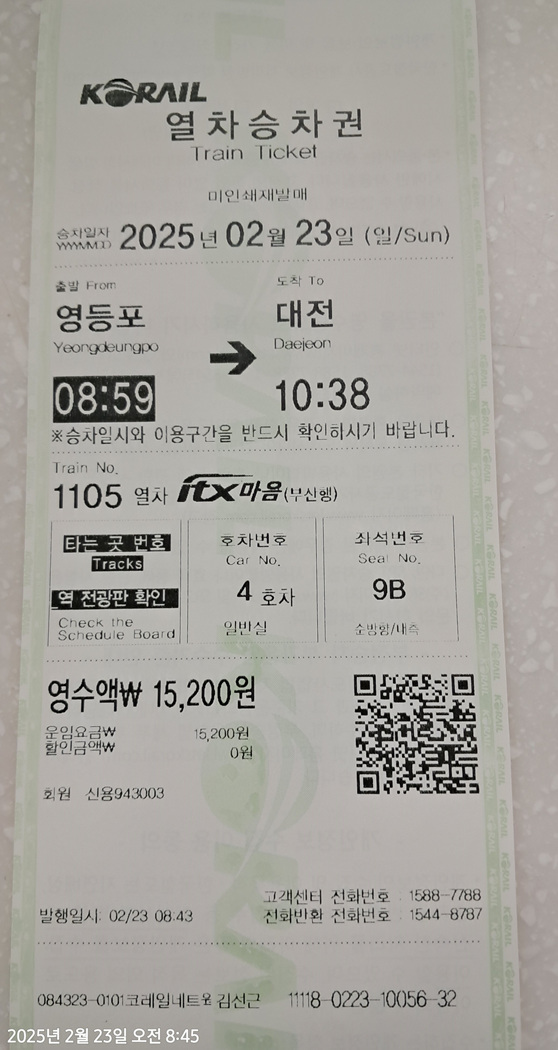 KORAIL
열차승차권
Train Ticket
미인쇄재발매
승차일자 2025년 02월 23일 (일/Sun)
YYYY.MM.DD
출발 From 도착 To
영등포 대전
Yeongdeungpo Daejeon
08:59 10:38
※승차일시와 이용구간을 반드시 확인하시기 바랍니다.
Train No.
1105 열차 itx마음(부산행)
타는 곳 번호 호차번호 좌석번호
Tracks Car No. Seat No.
역 전광판 확인 4 호차 9B
Check the
Schedule Board 일반실 순방향/내측
영수액₩ 15,200원
운임요금₩ 15,200원
할인금액₩ 0원
회원 신용943003
고객센터 전화번호 : 1588-7788
발행일시: 02/23 08:43 전화반환 전화번호 : 1544-8787
084323-0101코레일네트웍 김선근 11118-0223-10056-32
2025년 2월 23일 오전 8:45